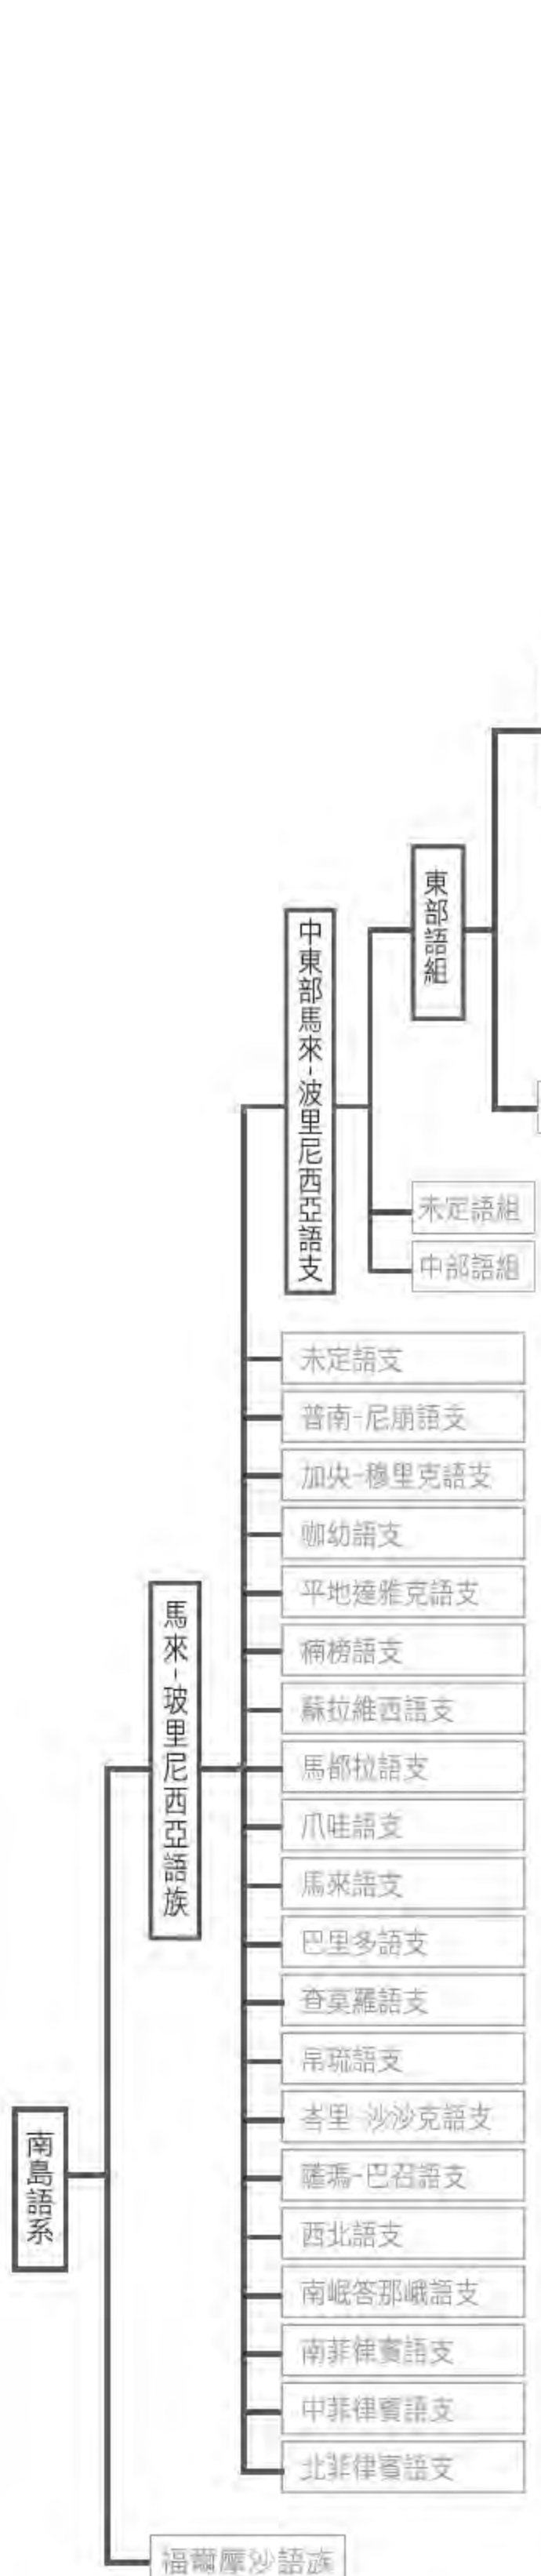 東部語組
中東部馬來-波里尼西亞語支
未定語組
中部語組
未定語支
普南-尼崩語支
加央-穆里克語支
咖幼語支
平地達雅克語支
楠榜語支
蘇拉維西語支
馬都拉語支
爪哇語支
馬來語支
巴里多語支
查莫羅語支
帛琉語支
峇里-沙沙克語支
薩瑪-巴召語支
西北語支
南岷答那峨語支
南菲律賓語支
中菲律賓語支
北菲律賓語支
馬來-玻里尼西亞語族
南島語系
福爾摩沙語族